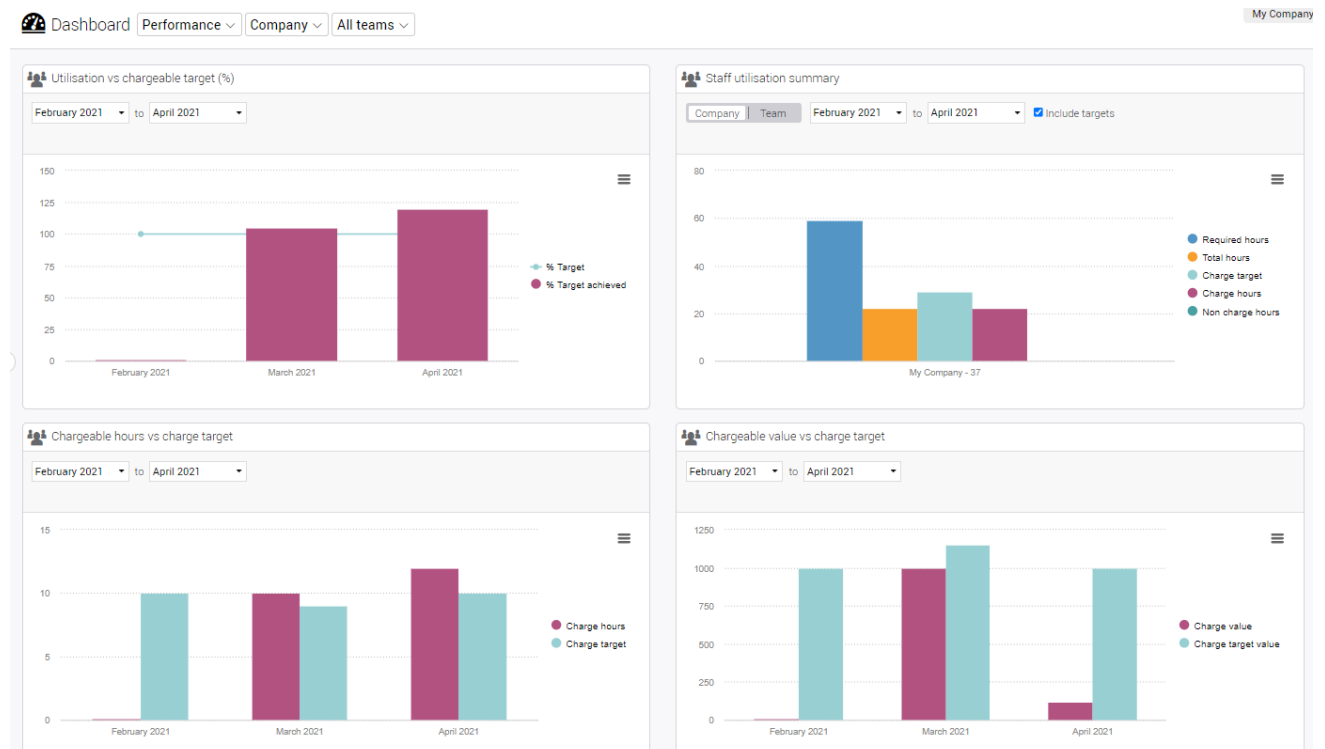 Dashboard Performance Company All teams
My Company
Utilisation vs chargeable target (%)
February 2021 to April 2021
150
125
100
75
50
25
0
February 2021 March 2021 April 2021
% Target
% Target achieved
Staff utilisation summary
Company Team February 2021 to April 2021 Include targets
80
60
40
20
0
My Company - 37
Required hours
Total hours
Charge target
Charge hours
Non charge hours
Chargeable hours vs charge target
February 2021 to April 2021
15
10
5
0
February 2021 March 2021 April 2021
Charge hours
Charge target
Chargeable value vs charge target
February 2021 to April 2021
1250
1000
750
500
250
0
February 2021 March 2021 April 2021
Charge value
Charge target value